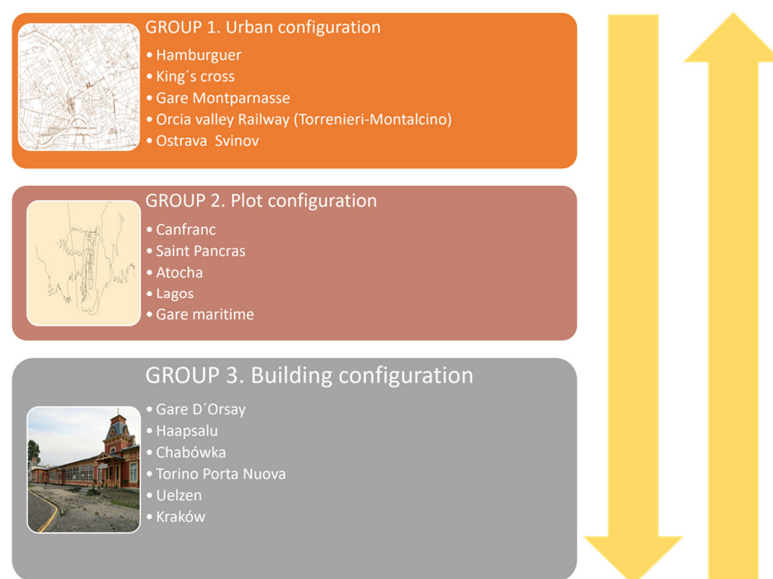 GROUP 1. Urban configuration
• Hamburguer
• King´s cross
• Gare Montparnasse
• Orcia valley Railway (Torrenieri-Montalcino)
• Ostrava  Svinov
GROUP 2. Plot configuration
• Canfranc
• Saint Pancras
• Atocha
• Lagos
• Gare maritime
GROUP 3. Building configuration
• Gare D´Orsay
• Haapsalu
• Chabówka
• Torino Porta Nuova
• Uelzen
• Kraków